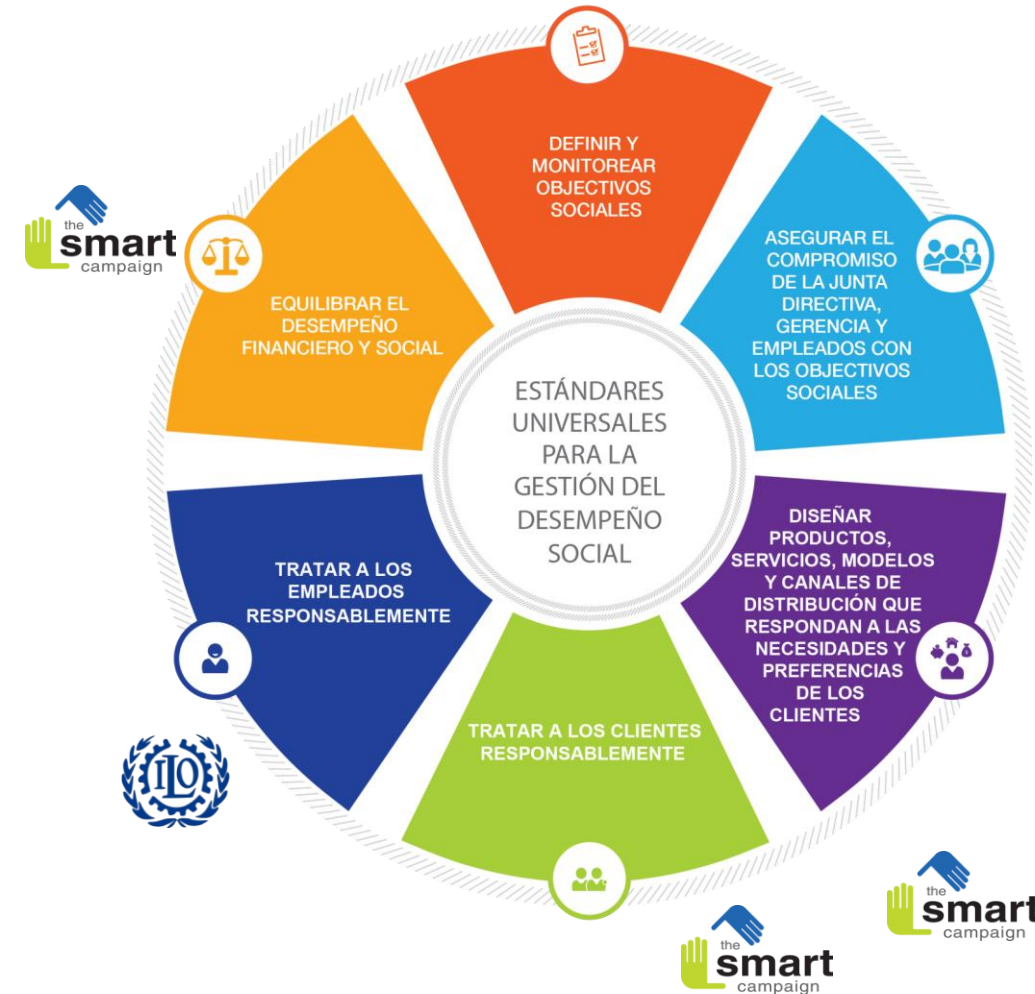 DEFINIR Y
MONITOREAR
OBJECTIVOS
SOCIALES
ASEGURAR EL
COMPROMISO
DE LA JUNTA
DIRECTIVA,
GERENCIA Y
EMPLEADOS CON
LOS OBJECTIVOS
SOCIALES
DISEÑAR
PRODUCTOS,
SERVICIOS, MODELOS
Y CANALES DE
DISTRIBUCIÓN QUE
RESPONDAN A LAS
NECESIDADES Y
PREFERENCIAS
DE LOS
CLIENTES
TRATAR A LOS CLIENTES
RESPONSABLEMENTE
TRATAR A LOS
EMPLEADOS
RESPONSABLEMENTE
EQUILIBRAR EL
DESEMPEÑO
FINANCIERO Y SOCIAL
ESTÁNDARES
UNIVERSALES
PARA LA
GESTIÓN DEL
DESEMPEÑO
SOCIAL
the
smart
campaign
ILO
the
smart
campaign
the
smart
campaign